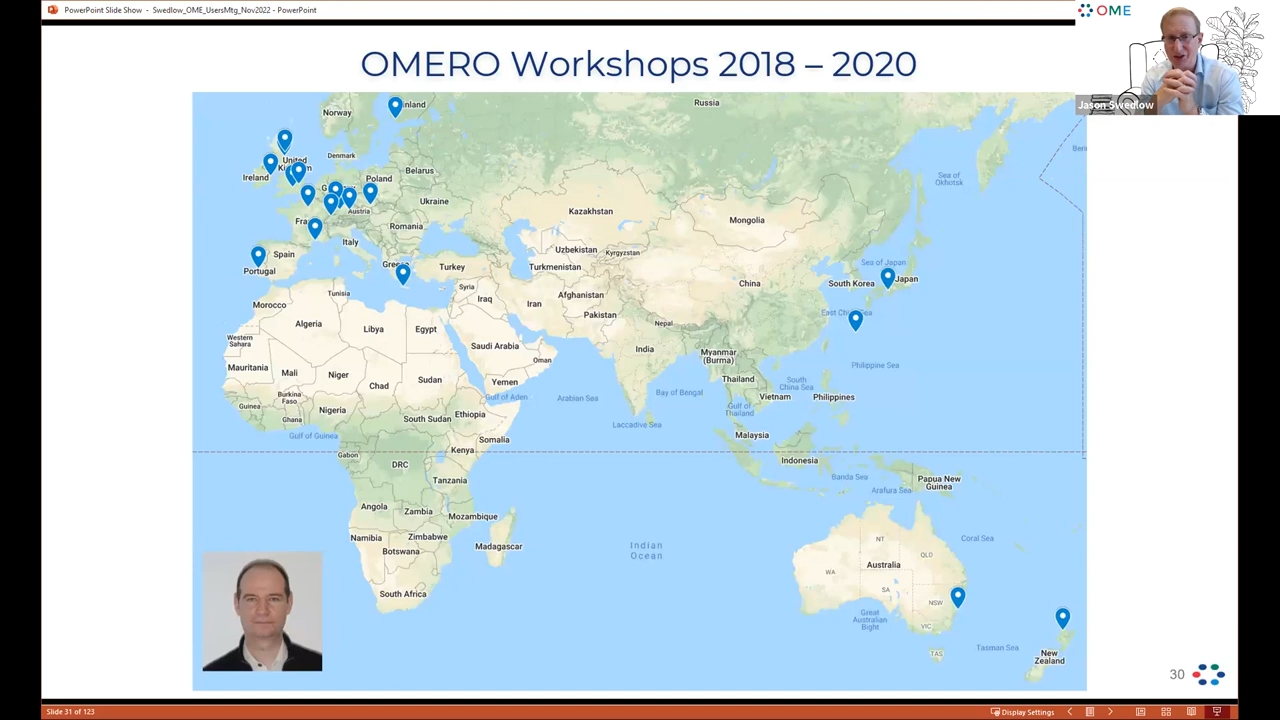 PowerPoint Slide Show - Swedlow_OME_UsersMtg_Nov2022 - PowerPoint
OME
Jason Swedlow
OMERO Workshops 2018 – 2020
Russia
Norway
inland
United
Denmark
Ireland
Belarus
Poland
Sea of
Okhotsk
Ukraine
Austria
Kazakhstan
Mongolia
Romania
Italy
Uzbekistan
Kyrgyzstan
Spain
Portugal
Turkey
Turkmenistan
Sea of Japan
Japan
South Korea
China
Syria
Iraq
Iran
Afghanistan
Tunisia
Morocco
Pakistan
Algeria
Libya
Egypt
Nepal
Western
Sahara
India
Saudi Arabia
Oman
Myanmar
(Burma)
Mauritania
Mali
Niger
Chad
Sudan
Yemen
Thailand
Philippine Sea
South
China Sea
Vietnam
Philippines
Gulf of Aden
Arabian Sea
Bay of Bengal
Burkina
Faso
Guinea
Ghana
Nigeria
South Sudan
Ethiopia
Gulf of
Thailand
Laccadive Sea
Gulf of Guinea
Somalia
Malaysia
Gabon
Kenya
DRC
Indonesia
Tanzania
Banda Sea
Papua New
Guinea
Arafura Sea
Angola
Zambia
Mozambique
Namibia
Zimbabwe
Botswana
Madagascar
Indian
Ocean
Coral Sea
NT
QLD
WA
Australia
SA
NSW
South Africa
Great
Australian
Bight
VIC
TAS
Tasman Sea
New
Zealand
30
Slide 31 of 123
Display Settings